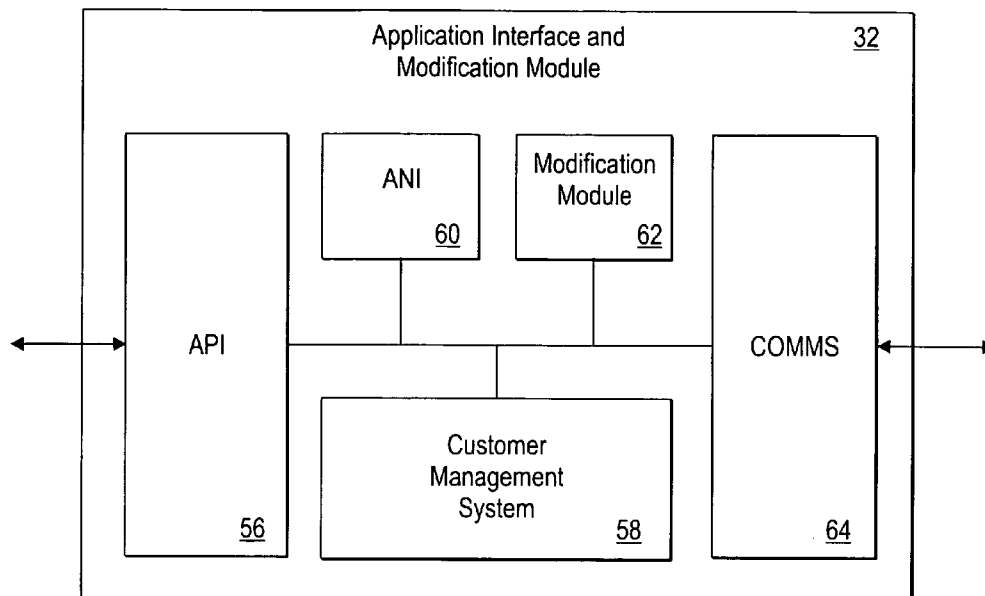 Application Interface and
Modification Module
32
API
56
ANI
60
Modification
Module
62
COMMS
64
Customer
Management
System
58